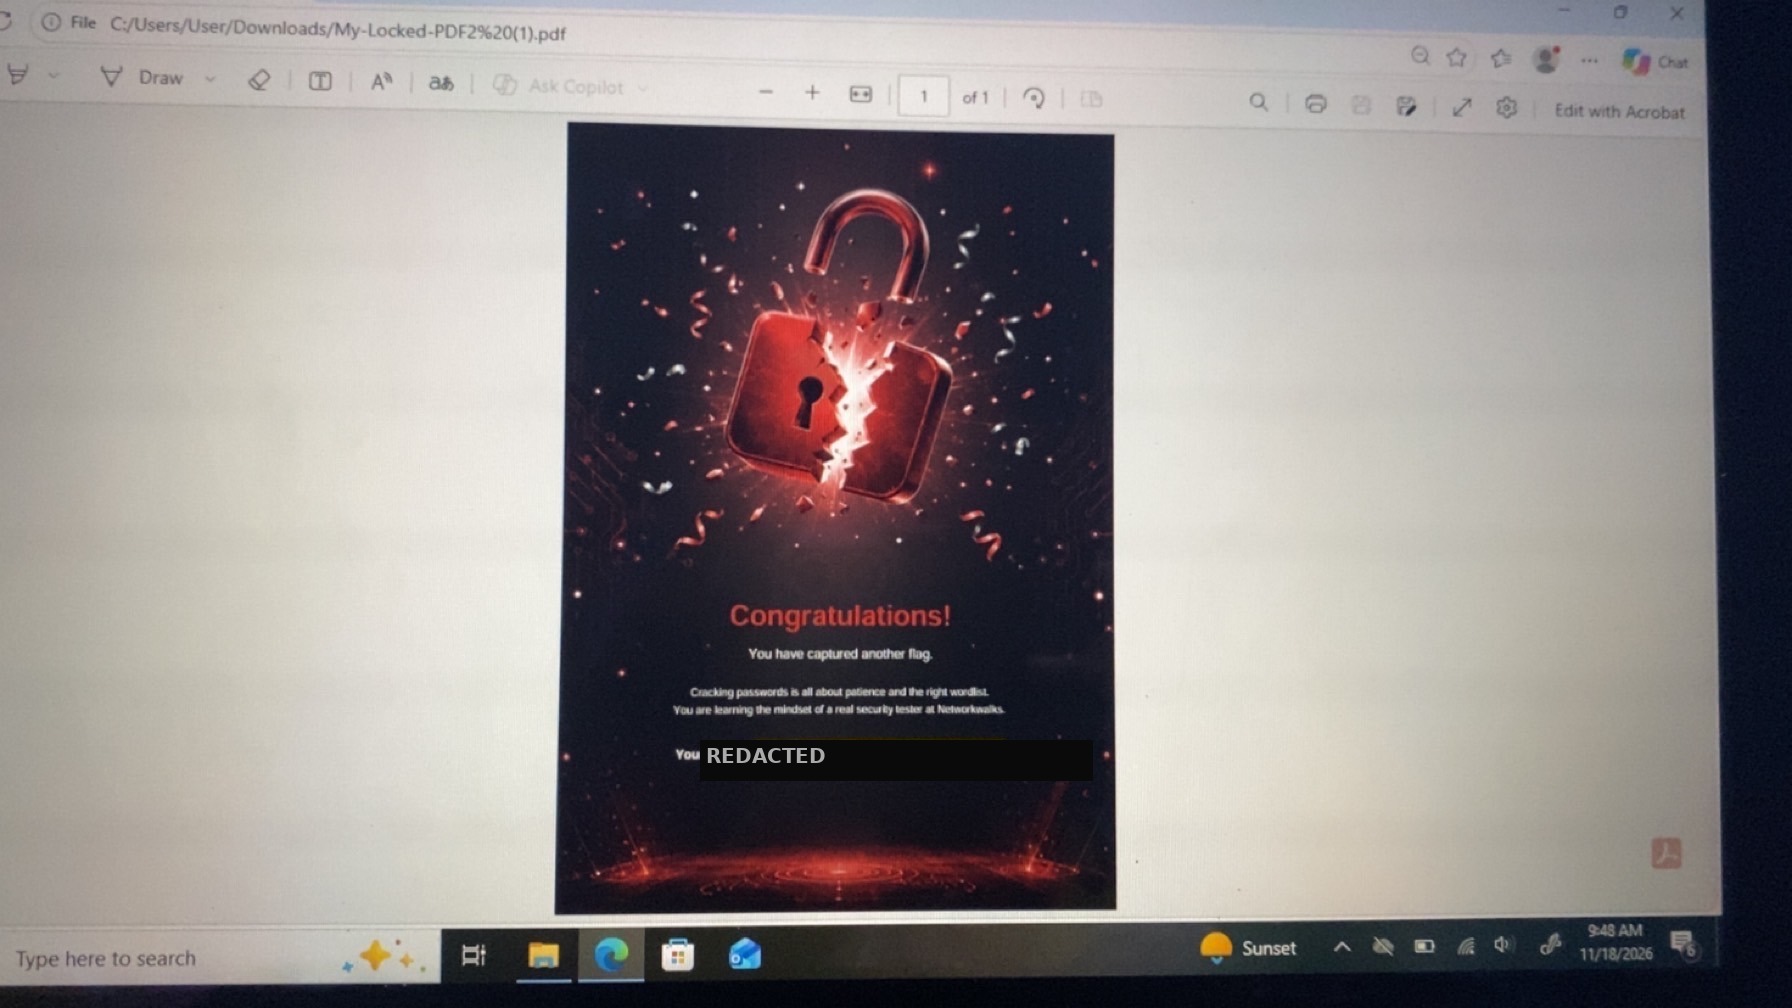 File C:/Users/User/Downloads/My-Locked-PDF2%20(1).pdf
Chat
Draw
Ask Copilot
1 of 1
Edit with Acrobat
Congratulations!
You have captured another flag.
Cracking passwords is all about patience and the right wordlist.
You are learning the mindset of a real security tester at Networkwalks.
You REDACTED
Type here to search
Sunset
9:48 AM
11/18/2026
6